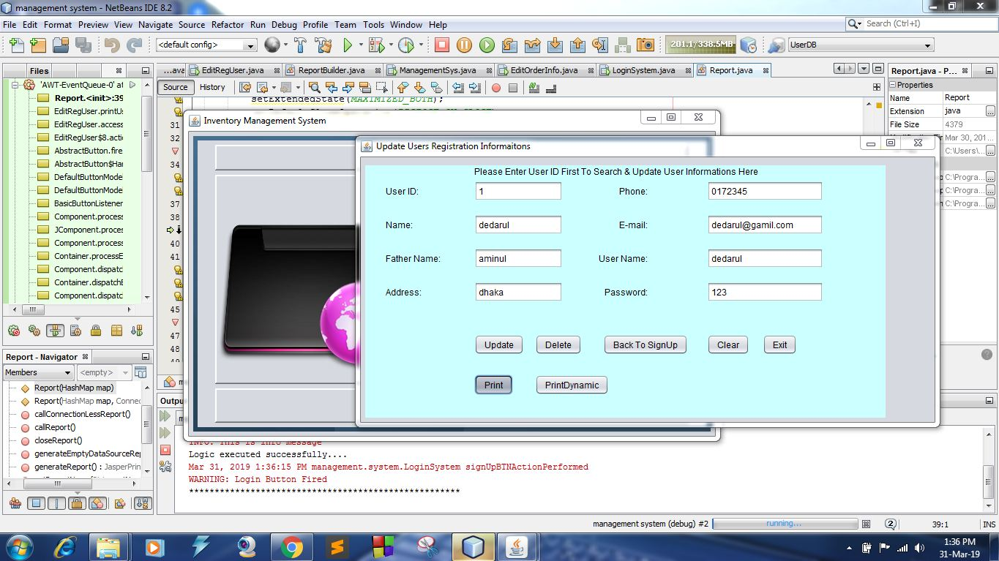 management system - NetBeans IDE 8.2
File Edit Format Preview View Navigate Source Refactor Run Debug Profile Team Tools Window Help
Search (Ctrl+I)
<default config>
201.1/338.5MB
UserDB
Files
...ava
EditRegUser.java
ReportBuilder.java
ManagementSys.java
EditOrderInfo.java
LoginSystem.java
Report.java
Report.java - P...
Source
History
Properties
Name
Report
Extension
java
File Size
4379
Mar 30, 201...
C:\Users\...
C:\Progra...
C:\Progra...
C:\Progra...
'AWT-EventQueue-0' at
Report.<init>:39
EditRegUser.printUs
EditRegUser.access
EditRegUser$8.actio
AbstractButton.fire
AbstractButton$Har
DefaultButtonModel
DefaultButtonModel
BasicButtonListener
Component.process
JComponent.proces
Component.process
Container.processE
Component.dispatch
Container.dispatchE
Component.dispatc
31
32
34
37
38
40
41
45
47
48
setExtendedState(MAXIMIZED_BOTH);
Inventory Management System
Update Users Registration Informaitons
Please Enter User ID First To Search & Update User Informations Here
User ID:
1
Phone:
0172345
Name:
dedarul
E-mail:
dedarul@gamil.com
Father Name:
aminul
User Name:
dedarul
Address:
dhaka
Password:
123
Update
Delete
Back To SignUp
Clear
Exit
Print
PrintDynamic
Report - Navigator
Members
<empty>
Report(HashMap map)
Report(HashMap map, Connec
callConnectionLessReport()
callReport()
closeReport()
generateEmptyDataSourceRep
generateReport() : JasperPrin
Outpu
INFO: This is info message
Logic executed successfully....
Mar 31, 2019 1:36:15 PM management.system.LoginSystem signUpBTNActionPerformed
WARNING: Login Button Fired
*****************************************************
management system (debug) #2
running...
2
39:1
INS
1:36 PM
31-Mar-19